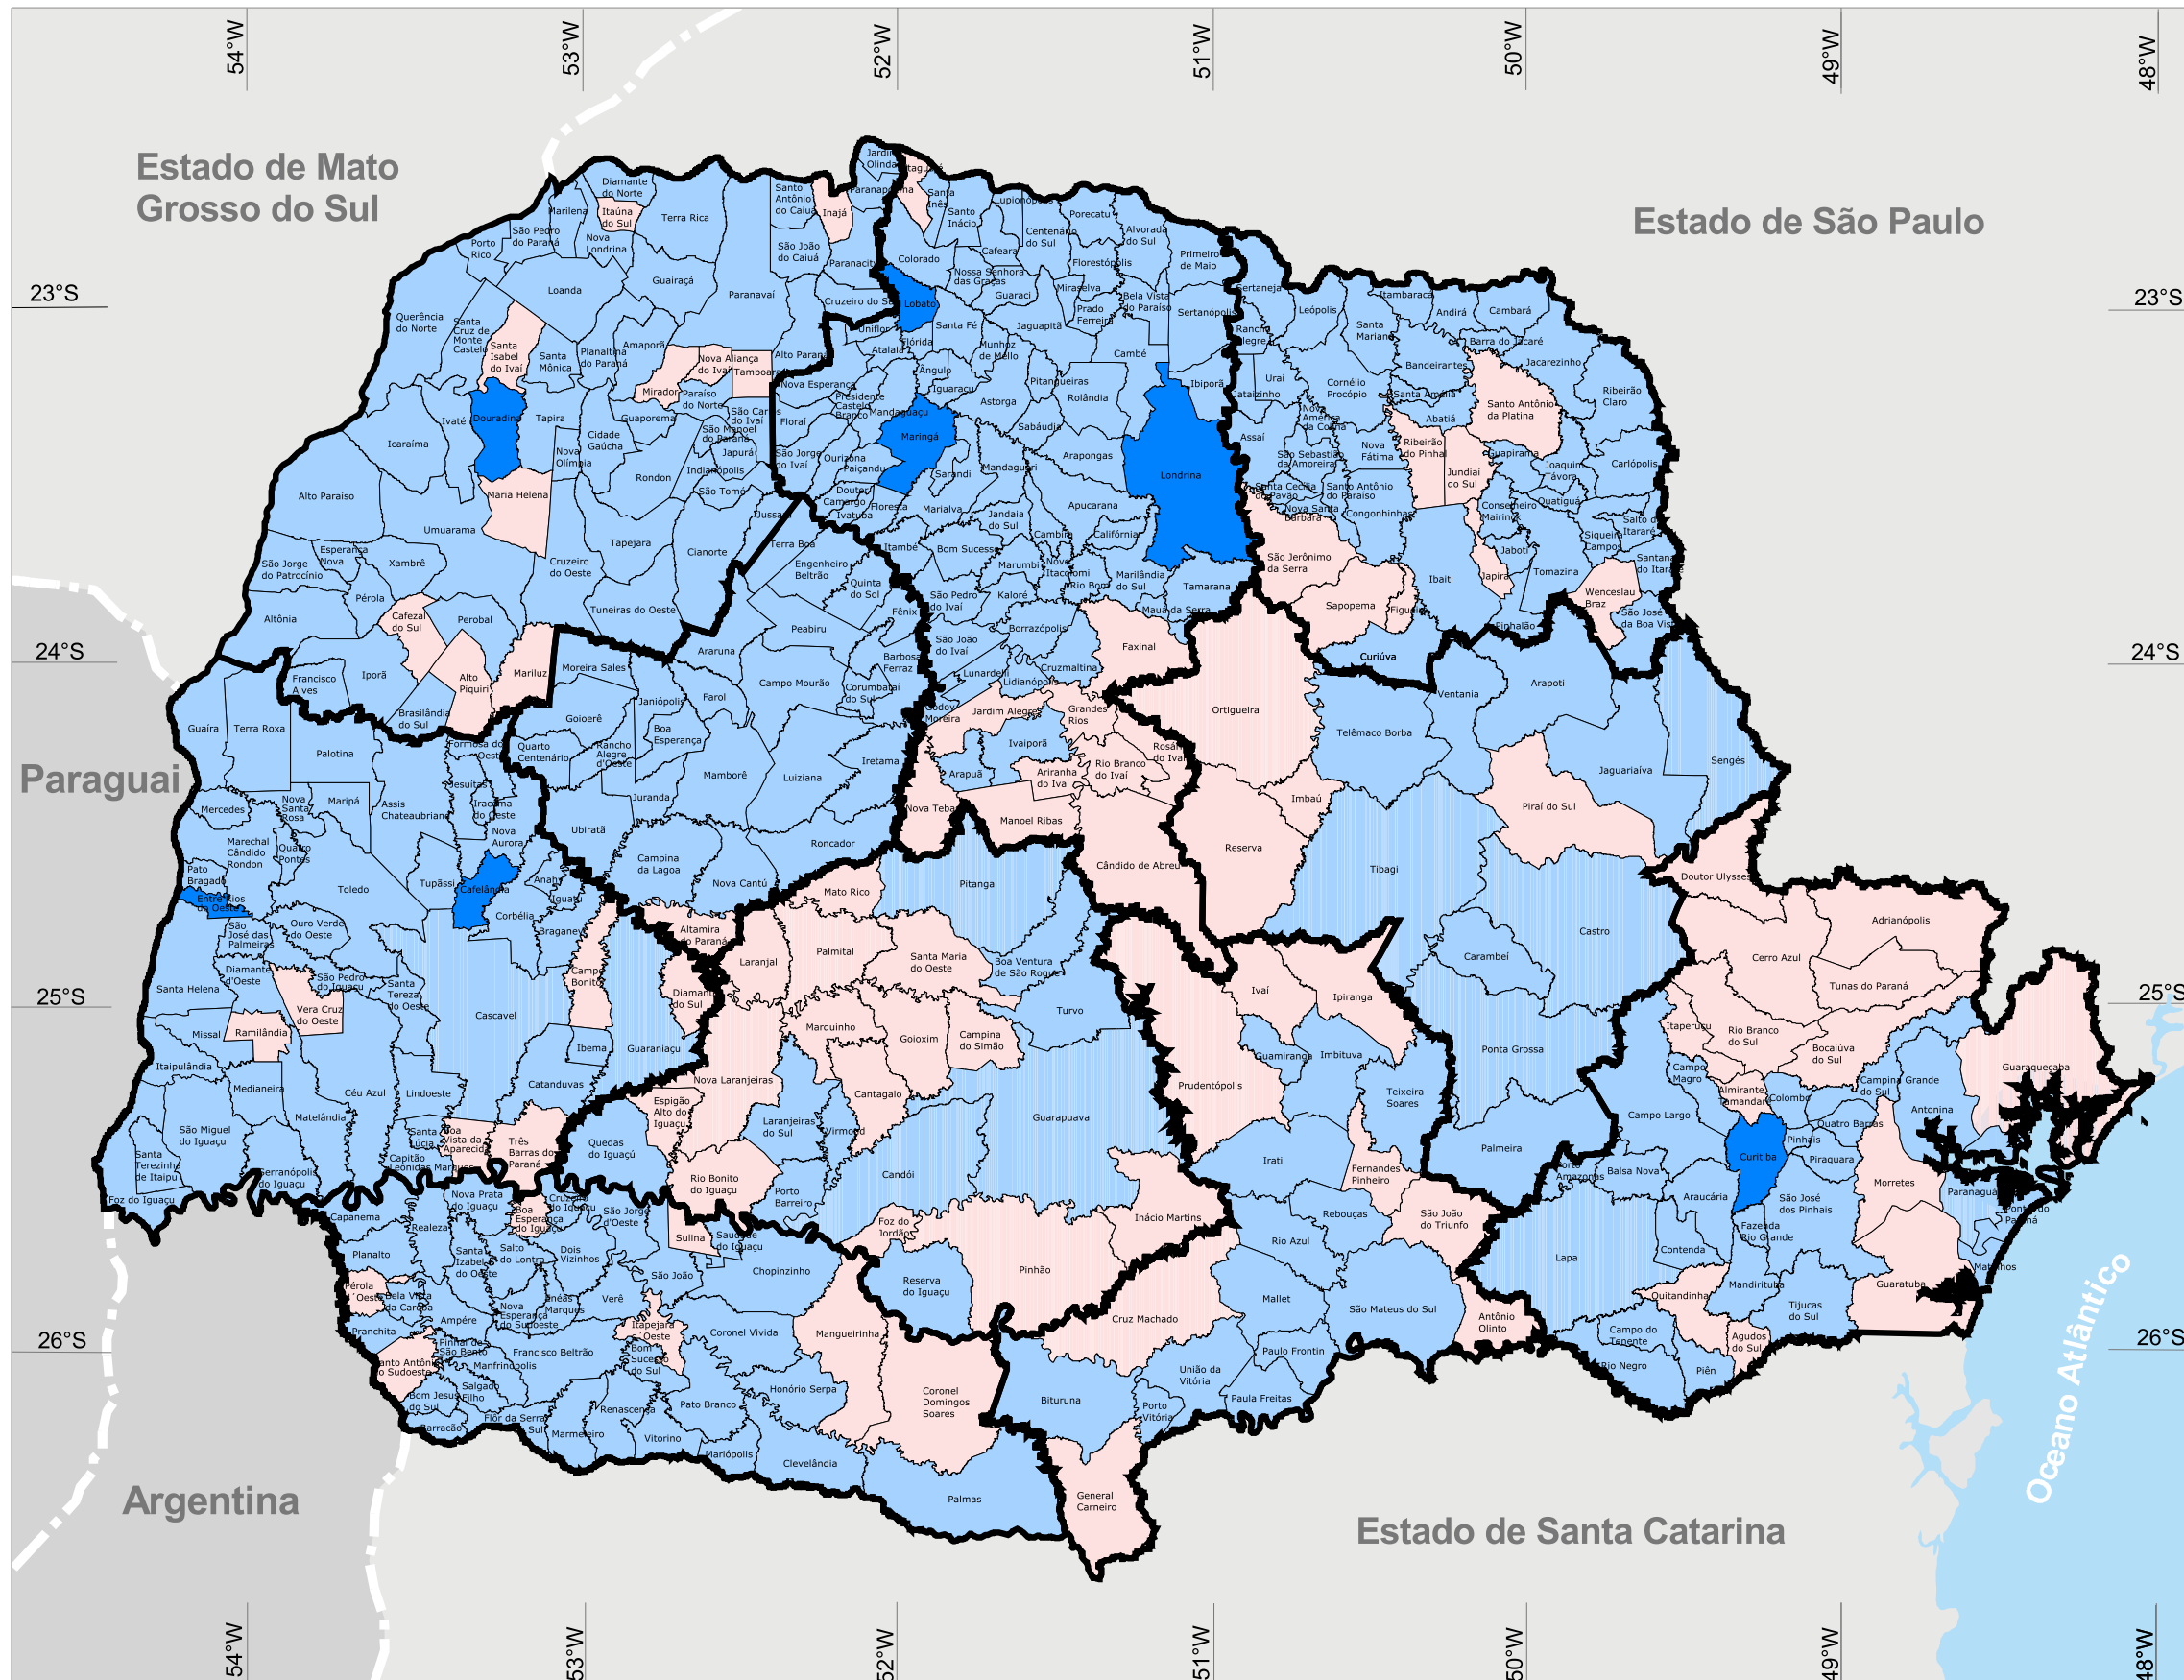 54°W
53°W
52°W
51°W
50°W
49°W
48°W
Estado de Mato
Grosso do Sul
Estado de São Paulo
23°S
23°S
24°S
24°S
25°S
25°S
26°S
26°S
Paraguai
Argentina
Estado de Santa Catarina
Oceano Atlântico
Jardim
Olinda
Diamante
do Norte
Santo
Antônio
do Caiuá
Paranapoema
Santa
Inês
Marilena
Itaúna
do Sul
Terra Rica
Inajá
Santo
Inácio
Lupionópolis
Porecatu
São Pedro
do Paraná
Porto
Rico
Nova
Londrina
São João
do Caiuá
Centenário
do Sul
Alvorada
do Sul
Cafeara
Primeiro
de Maio
Colorado
Paranacity
Nossa Senhora
das Graças
Florestópolis
Loanda
Guairaçá
Paranavaí
Guaraci
Miraselva
Bela Vista
do Paraíso
Sertaneja
Leópolis
Itambaracá
Andirá
Cambará
Querência
do Norte
Santa
Cruz de
Monte
Castelo
Cruzeiro do Sul
Lobato
Prado
Ferreira
Sertanópolis
Santa
Isabel
do Ivaí
Amaporã
Uniflor
Santa Fé
Jaguapitã
Rancho
Alegre
Santa
Mariana
Barra do Jacaré
Flórida
Atalaia
Munhoz
de Mello
Cambé
Santa
Mônica
Planaltina
do Paraná
Nova Aliança
do Ivaí
Alto Paraná
Tamboara
Bandeirantes
Jacarezinho
Mirador
Paraíso
do Norte
Nova Esperança
Ângulo
Iguaraçu
Pitangueiras
Ibiporã
Uraí
Cornélio
Procópio
Ribeirão
Claro
Douradina
Ivaté
Tapira
Guaporema
São Carlos
do Ivaí
Presidente
Castelo
Branco
Mandaguaçu
Astorga
Rolândia
Jataizinho
Santa Amélia
Santo Antônio
da Platina
Abatiá
Icaraíma
Cidade
Gaúcha
São Manoel
do Paraná
Japurá
Floraí
Maringá
Sabáudia
Assaí
Nova
América
da Colina
Ribeirão
do Pinhal
Nova
Olímpia
Rondon
Indianópolis
São Jorge
do Ivaí
Ourizona
Paiçandu
Sarandi
Mandaguari
Arapongas
Londrina
São Sebastião
da Amoreira
Nova
Fátima
Jundiaí
do Sul
Guapirama
Joaquim
Távora
Carlópolis
Alto Paraíso
Maria Helena
São Tomé
Doutor
Camargo
Ivatuba
Floresta
Marialva
Jandaia
do Sul
Apucarana
Santa Cecília
do Pavão
Santo Antônio
do Paraíso
Nova Santa
Bárbara
Congonhinhas
Conselheiro
Mairinck
Quatiguá
Umuarama
Jussara
Tapejara
Cianorte
Terra Boa
Cambira
Califórnia
Siqueira
Campos
Salto do
Itararé
Esperança
Nova
Xambrê
Cruzeiro
do Oeste
Engenheiro
Beltrão
Itambé
Bom Sucesso
Marumbi
Nova
Itacolomi
Rio Bom
Marilândia
do Sul
Tamarana
São Jerônimo
da Serra
Jaboti
Japira
Tomazina
Santana
do Itararé
São Jorge
do Patrocínio
Quinta
do Sol
Kaloré
Ibaiti
Pérola
Altônia
Cafezal
do Sul
Perobal
Tuneiras do Oeste
Fênix
São Pedro
do Ivaí
Mauá da Serra
Sapopema
Figueira
Wenceslau
Braz
São José
da Boa Vista
Pinhalão
Peabiru
Borrazópolis
Faxinal
São João
do Ivaí
Araruna
Barbosa
Ferraz
Curiúva
Francisco
Alves
Iporã
Alto
Piquiri
Mariluz
Moreira Sales
Cruzmaltina
Lunardelli
Lidianópolis
Campo Mourão
Corumbataí
do Sul
Brasilândia
do Sul
Janiópolis
Farol
Goioerê
Godoy
Moreira
Jardim Alegre
Grandes
Rios
Ortigueira
Ventania
Arapoti
Guaíra
Terra Roxa
Palotina
Formosa do
Oeste
Quarto
Centenário
Rancho
Alegre
d'Oeste
Boa
Esperança
Ivaiporã
Telêmaco Borba
Iretama
Arapuã
Ariranha
do Ivaí
Rio Branco
do Ivaí
Mamborê
Luiziana
Jaguariaíva
Sengés
Jesuítas
Juranda
Iracema
do Oeste
Mercedes
Nova
Santa
Rosa
Maripá
Assis
Chateaubriand
Nova Tebas
Manoel Ribas
Imbaú
Piraí do Sul
Nova
Aurora
Ubiratã
Roncador
Reserva
Marechal
Cândido
Rondon
Quatro
Pontes
Campina
da Lagoa
Cândido de Abreu
Tibagi
Pato
Bragado
Toledo
Tupãssi
Cafelândia
Anahy
Iguatu
Nova Cantú
Pitanga
Mato Rico
Doutor Ulysses
Entre Rios
do Oeste
Corbélia
Braganey
Altamira
do Paraná
Adrianópolis
Castro
São
José das
Palmeiras
Ouro Verde
do Oeste
Laranjal
Palmital
Santa Maria
do Oeste
Boa Ventura
de São Roque
Carambeí
Cerro Azul
Diamante
d'Oeste
São Pedro
do Iguaçu
Campo
Bonito
Diamante
do Sul
Tunas do Paraná
Santa Helena
Santa
Tereza
do Oeste
Ivaí
Ipiranga
Vera Cruz
do Oeste
Cascavel
Turvo
Missal
Ramilândia
Marquinho
Goioxim
Campina
do Simão
Itaperuçu
Rio Branco
do Sul
Bocaiúva
do Sul
Ibema
Guaraniaçu
Guamiranga
Imbituva
Ponta Grossa
Itaipulândia
Guaraqueçaba
Medianeira
Céu Azul
Lindoeste
Catanduvas
Nova Laranjeiras
Cantagalo
Prudentópolis
Teixeira
Soares
Campo
Magro
Almirante
Tamandaré
Colombo
Campina
do Sul
Grande
Matelândia
Espigão
Alto do
Iguaçu
Laranjeiras
do Sul
Virmond
Guarapuava
Campo Largo
Antonina
Quatro Barras
São Miguel
do Iguaçu
Santa
Lúcia
Boa
Vista da
Aparecida
Três
Barras do
Paraná
Quedas
do Iguaçú
Pinhais
Piraquara
Curitiba
Palmeira
Santa
Terezinha
de Itaipu
Capitão
Leônidas Marques
Serranópolis
do Iguaçu
Rio Bonito
do Iguaçu
Candói
Irati
Fernandes
Pinheiro
Porto
Amazonas
Balsa Nova
Morretes
Foz do Iguaçu
Nova Prata
do Iguaçu
Cruzeiro
do Iguaçu
Porto
Barreiro
Araucária
São José
dos Pinhais
Paranaguá
Capanema
Realeza
Boa
Esperança
do Iguaçu
São Jorge
d'Oeste
Foz do
Jordão
Inácio Martins
Rebouças
São João
do Triunfo
Fazenda
Rio Grande
Planalto
Santa
Izabel
do Oeste
Salto
do Lontra
Dois
Vizinhos
Sulina
Saudade
do Iguaçu
Rio Azul
Contenda
Lapa
Pérola
d'Oeste
São João
Chopinzinho
Reserva
do Iguaçu
Pinhão
Matinhos
Guaratuba
Bela Vista
da Caroba
Nova
Esperança
do Sudoeste
Enéas
Marques
Verê
Mallet
São Mateus do Sul
Quitandinha
Mandirituba
Tijucas
do Sul
Ampére
Pranchita
Itapejara
d'Oeste
Coronel Vivida
Mangueirinha
Cruz Machado
Antônio
Olinto
Campo do
Tenente
Agudos
do Sul
Pinhal de
São Bento
Francisco Beltrão
Bom
Sucesso
do Sul
Paulo Frontin
Santo Antônio
do Sudoeste
Manfrinópolis
União da
Vitória
Rio Negro
Piên
Bom Jesus
do Sul
Salgado
Filho
Honório Serpa
Coronel
Domingos
Soares
Bituruna
Paula Freitas
Porto
Vitória
Renascença
Pato Branco
Barracão
Flor da Serra
Sul
Marmeleiro
Vitorino
Mariópolis
Clevelândia
Palmas
General
Carneiro
54°W
53°W
52°W
51°W
50°W
49°W
48°W